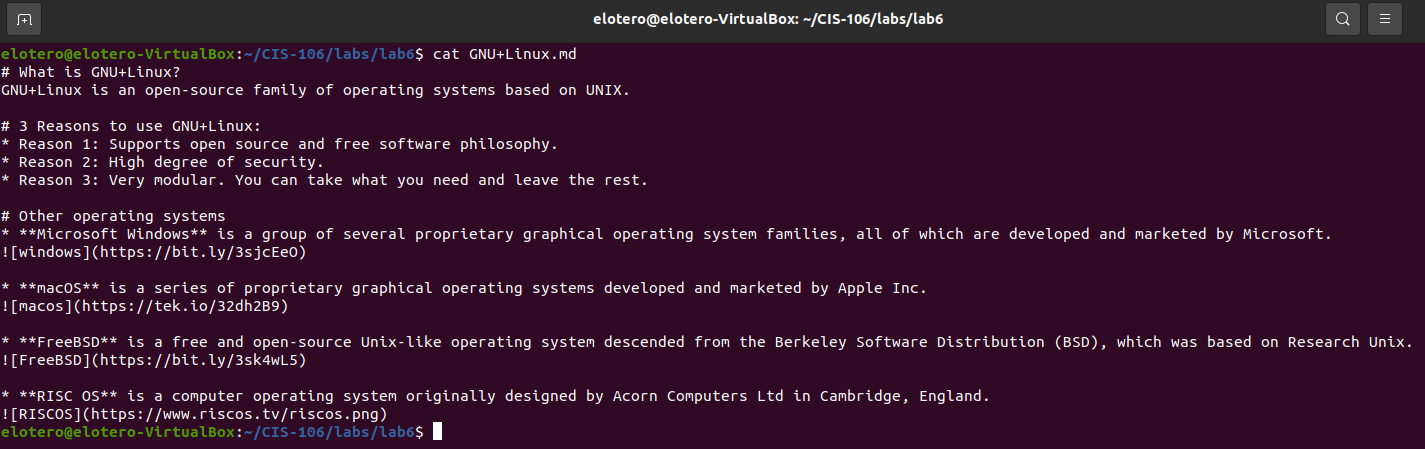 elotero@elotero-VirtualBox: ~/CIS-106/labs/lab6
elotero@elotero-VirtualBox:~/CIS-106/labs/lab6$ cat GNU+Linux.md
# What is GNU+Linux?
GNU+Linux is an open-source family of operating systems based on UNIX.
# 3 Reasons to use GNU+Linux:
* Reason 1: Supports open source and free software philosophy.
* Reason 2: High degree of security.
* Reason 3: Very modular. You can take what you need and leave the rest.
# Other operating systems
* **Microsoft Windows** is a group of several proprietary graphical operating system families, all of which are developed and marketed by Microsoft.
![windows](https://bit.ly/3sjcEeO)
* **macOS** is a series of proprietary graphical operating systems developed and marketed by Apple Inc.
![macos](https://tek.io/32dh2B9)
* **FreeBSD** is a free and open-source Unix-like operating system descended from the Berkeley Software Distribution (BSD), which was based on Research Unix.
![FreeBSD](https://bit.ly/3sk4wL5)
* **RISC OS** is a computer operating system originally designed by Acorn Computers Ltd in Cambridge, England.
![RISCOS](https://www.riscos.tv/riscos.png)
elotero@elotero-VirtualBox:~/CIS-106/labs/lab6$